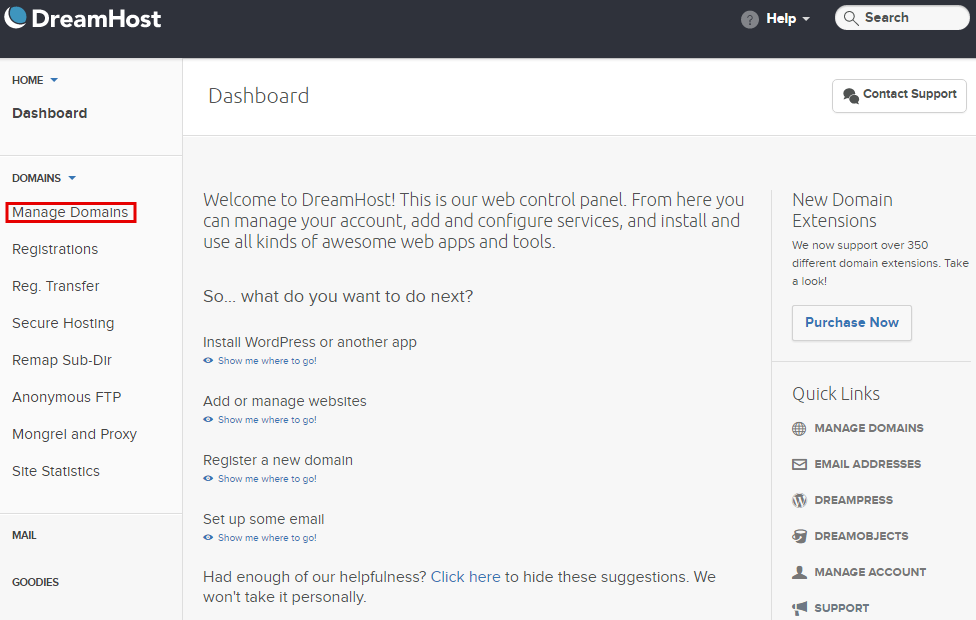 DreamHost
? Help
Search
HOME
Dashboard
DOMAINS
Manage Domains
Registrations
Reg. Transfer
Secure Hosting
Remap Sub-Dir
Anonymous FTP
Mongrel and Proxy
Site Statistics
MAIL
GOODIES
Dashboard
Contact Support
Welcome to DreamHost! This is our web control panel. From here you
can manage your account, add and configure services, and install and
use all kinds of awesome web apps and tools.
So... what do you want to do next?
Install WordPress or another app
Show me where to go!
Add or manage websites
Show me where to go!
Register a new domain
Show me where to go!
Set up some email
Show me where to go!
Had enough of our helpfulness? Click here to hide these suggestions. We
won't take it personally.
New Domain
Extensions
We now support over 350
different domain extensions. Take
a look!
Purchase Now
Quick Links
MANAGE DOMAINS
EMAIL ADDRESSES
DREAMPRESS
DREAMOBJECTS
MANAGE ACCOUNT
SUPPORT